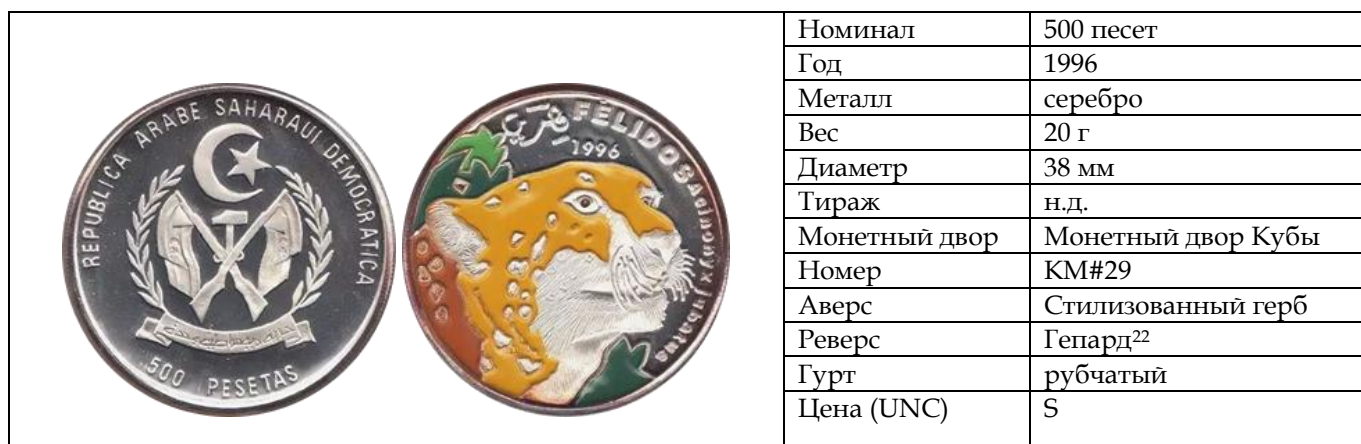 REPUBLICA ARABE SAHARAUI DEMOCRATICA
500 PESETAS
FÉLIDOS
1996
Acinonyx jubatus
Номинал 500 песет
Год 1996
Металл серебро
Вес 20 г
Диаметр 38 мм
Тираж н.д.
Монетный двор Монетный двор Кубы
Номер KM#29
Аверс Стилизованный герб
Реверс Гепард²²
Гурт рубчатый
Цена (UNC) S